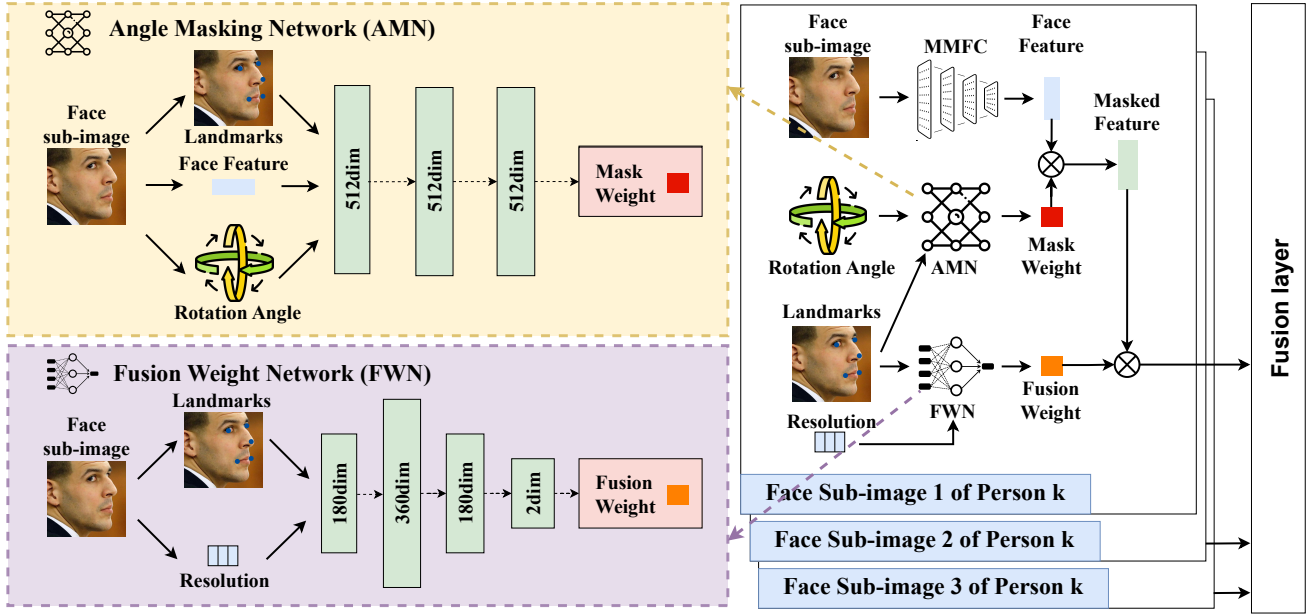 Angle Masking Network (AMN)
Face
sub-image
Landmarks
Face Feature
Rotation Angle
512dim
512dim
512dim
Mask
Weight
Fusion Weight Network (FWN)
Face
sub-image
Landmarks
Resolution
180dim
360dim
180dim
2dim
Fusion
Weight
Face
sub-image
MMFC
Face
Feature
Masked
Feature
Rotation Angle
AMN
Mask
Weight
Landmarks
Resolution
FWN
Fusion
Weight
Face Sub-image 1 of Person k
Face Sub-image 2 of Person k
Face Sub-image 3 of Person k
Fusion layer